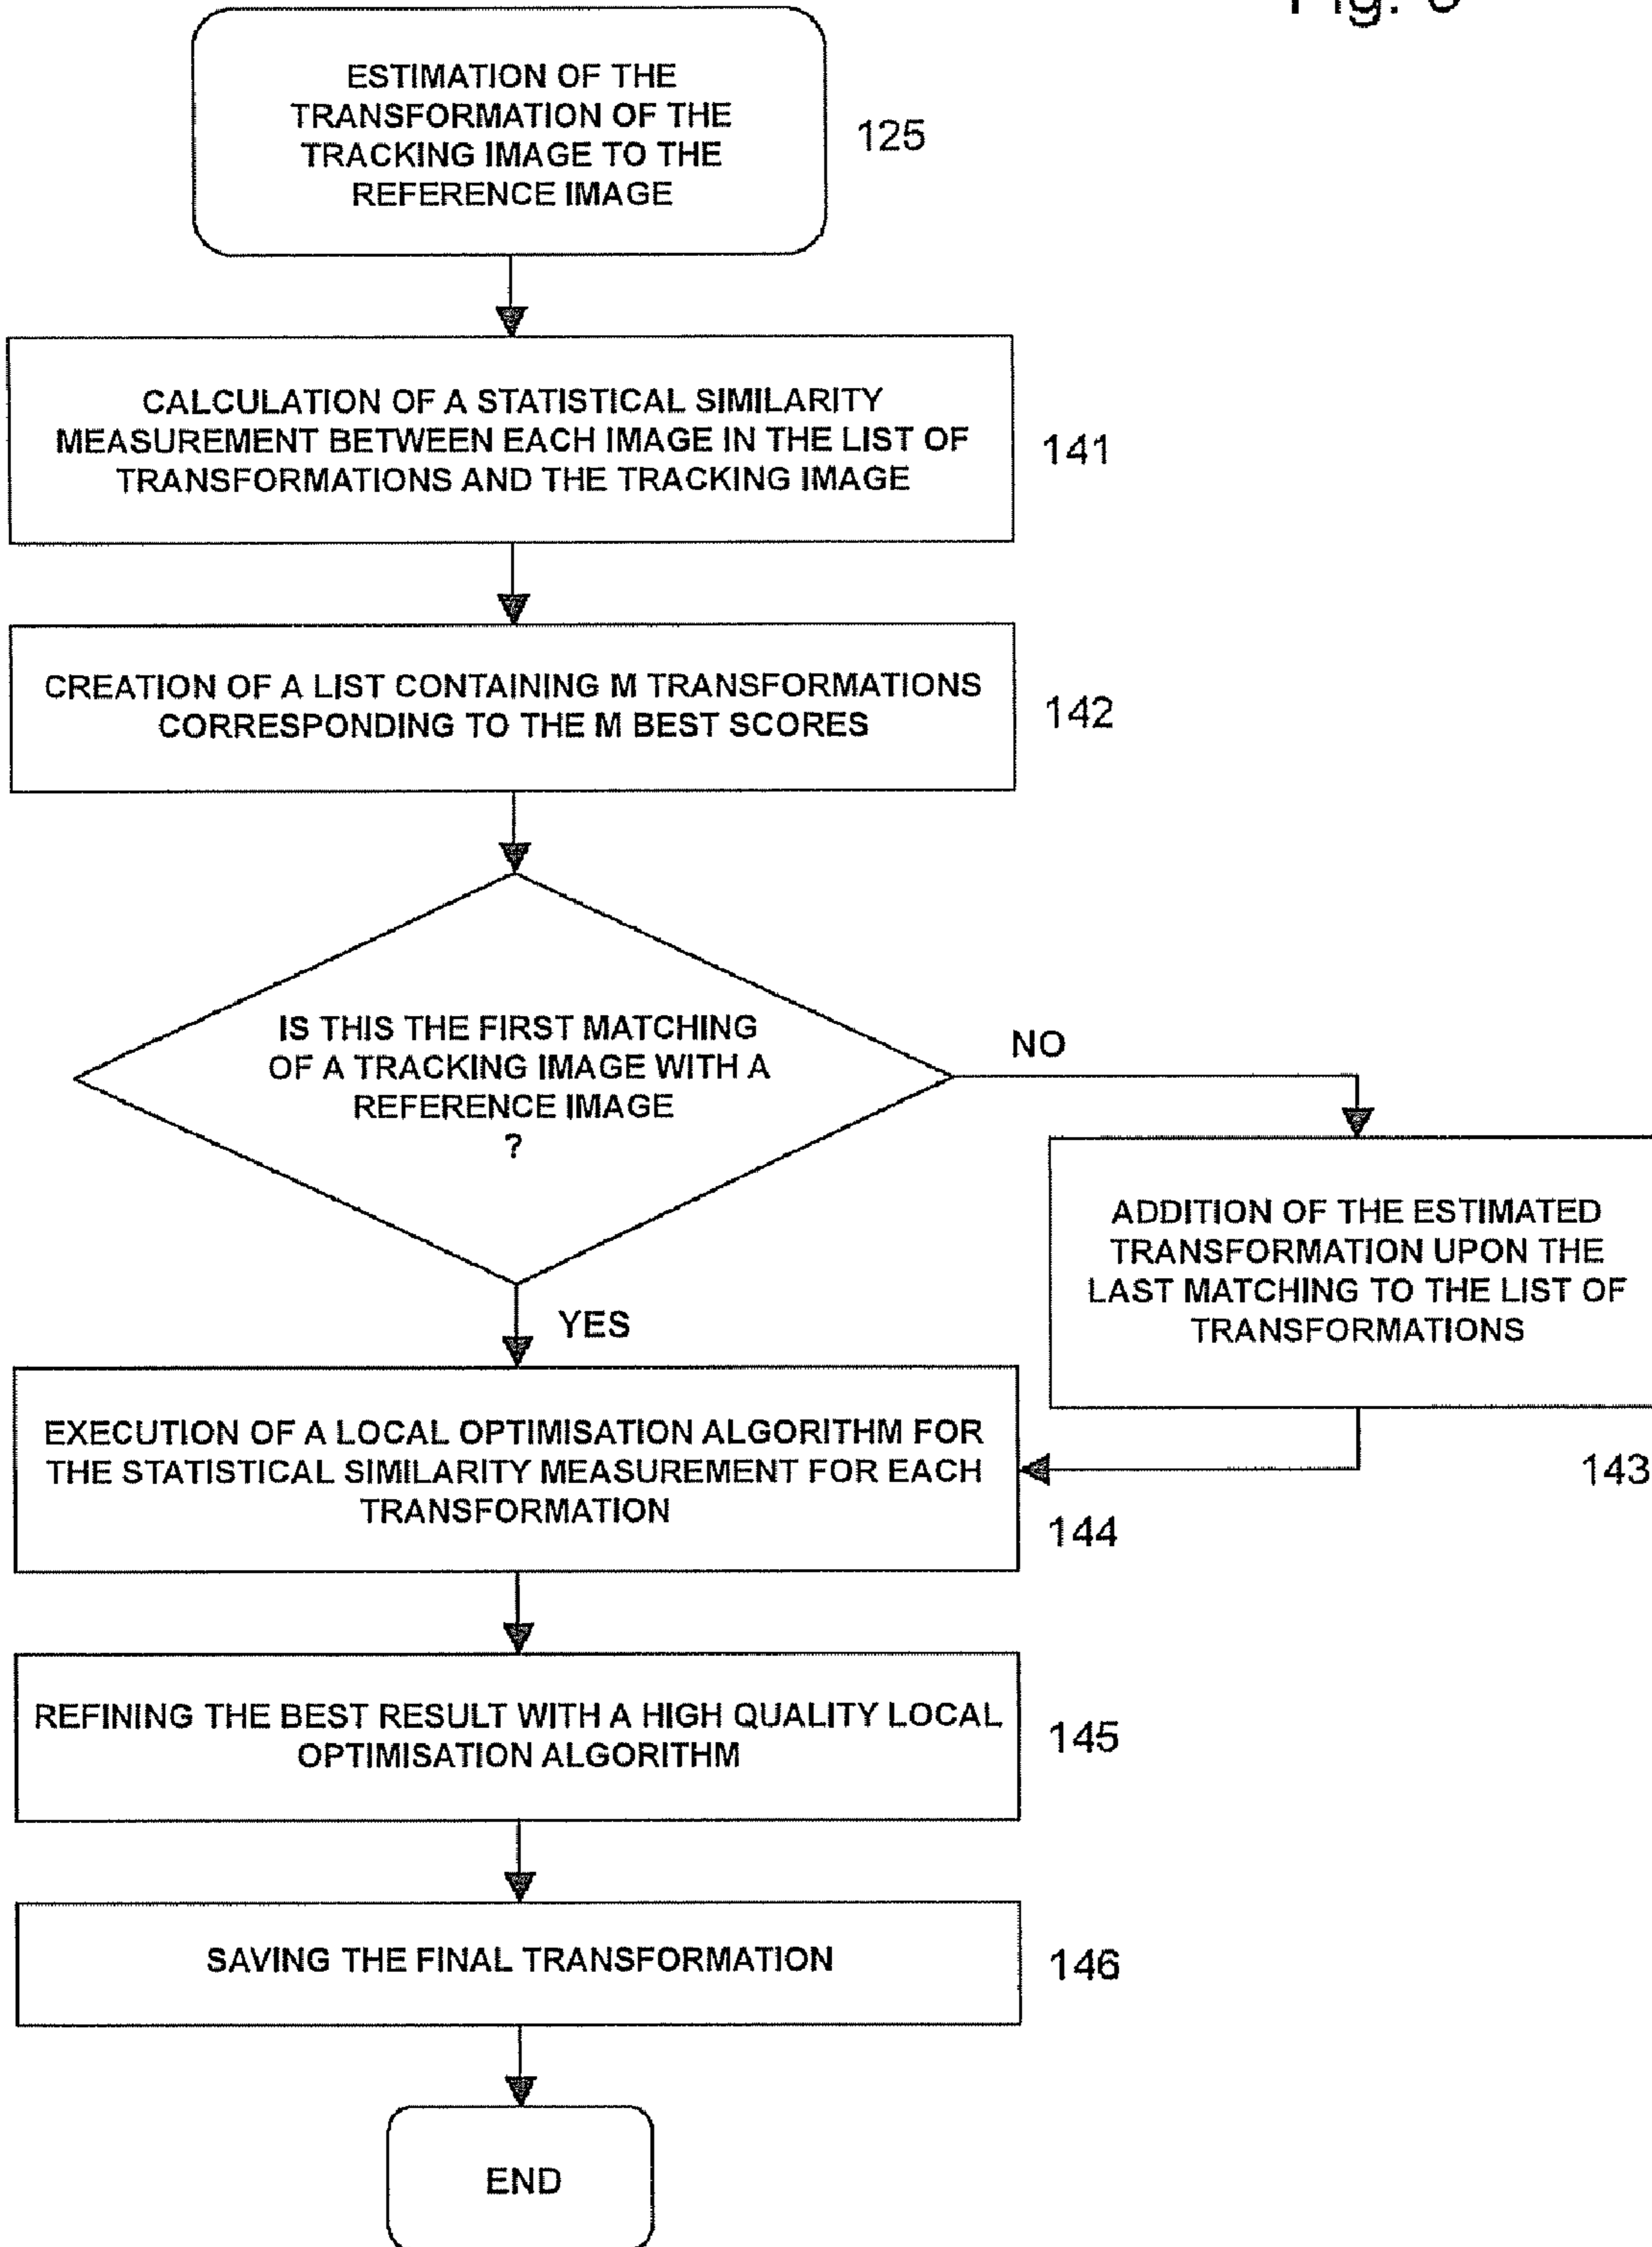 Fig.
ESTIMATION OF THE
TRANSFORMATION OF THE
TRACKING IMAGE TO THE
REFERENCE IMAGE
125
CALCULATION OF A STATISTICAL SIMILARITY
MEASUREMENT BETWEEN EACH IMAGE IN THE LIST OF
TRANSFORMATIONS AND THE TRACKING IMAGE
141
CREATION OF A LIST CONTAINING M TRANSFORMATIONS
CORRESPONDING TO THE M BEST SCORES
142
IS THIS THE FIRST MATCHING
OF A TRACKING IMAGE WITH A
REFERENCE IMAGE
?
NO
ADDITION OF THE ESTIMATED
TRANSFORMATION UPON THE
LAST MATCHING TO THE LIST OF
TRANSFORMATIONS
143
YES
EXECUTION OF A LOCAL OPTIMISATION ALGORITHM FOR
THE STATISTICAL SIMILARITY MEASUREMENT FOR EACH
TRANSFORMATION
144
REFINING THE BEST RESULT WITH A HIGH QUALITY LOCAL
OPTIMISATION ALGORITHM
145
SAVING THE FINAL TRANSFORMATION
146
END